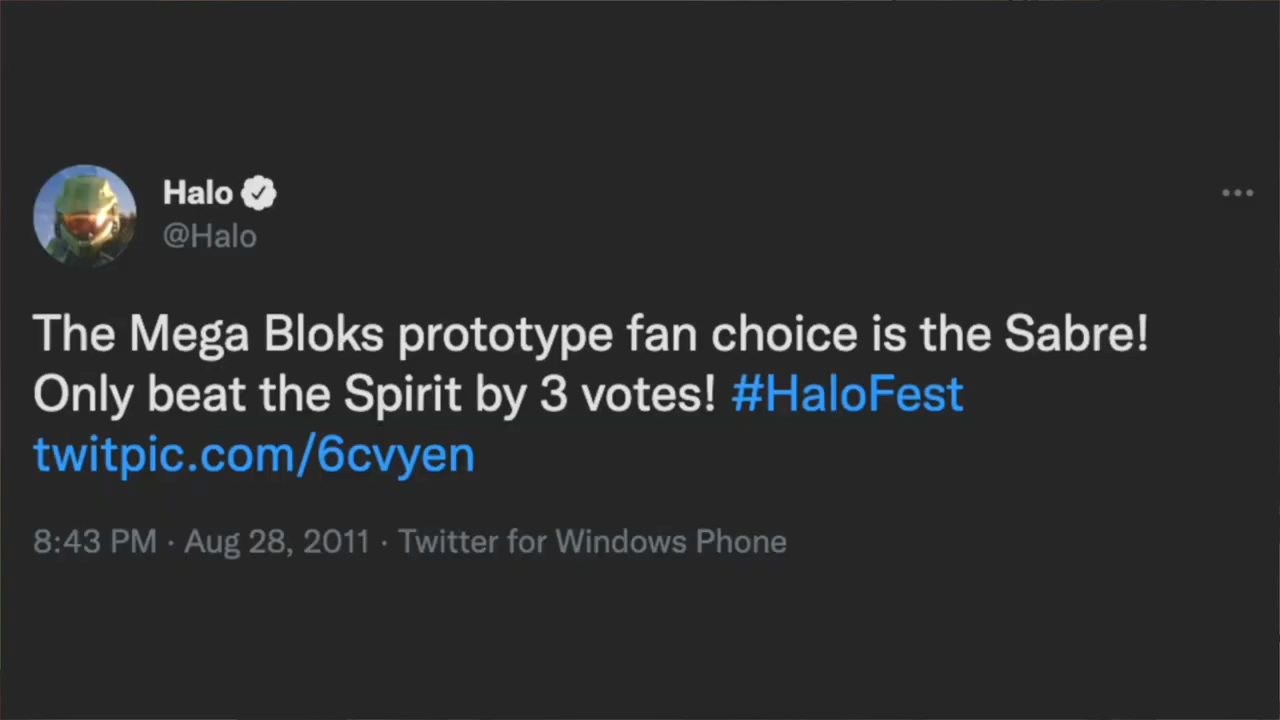 Halo
@Halo
The Mega Bloks prototype fan choice is the Sabre!
Only beat the Spirit by 3 votes! #HaloFest
twitpic.com/6cvyen
8:43 PM · Aug 28, 2011 · Twitter for Windows Phone